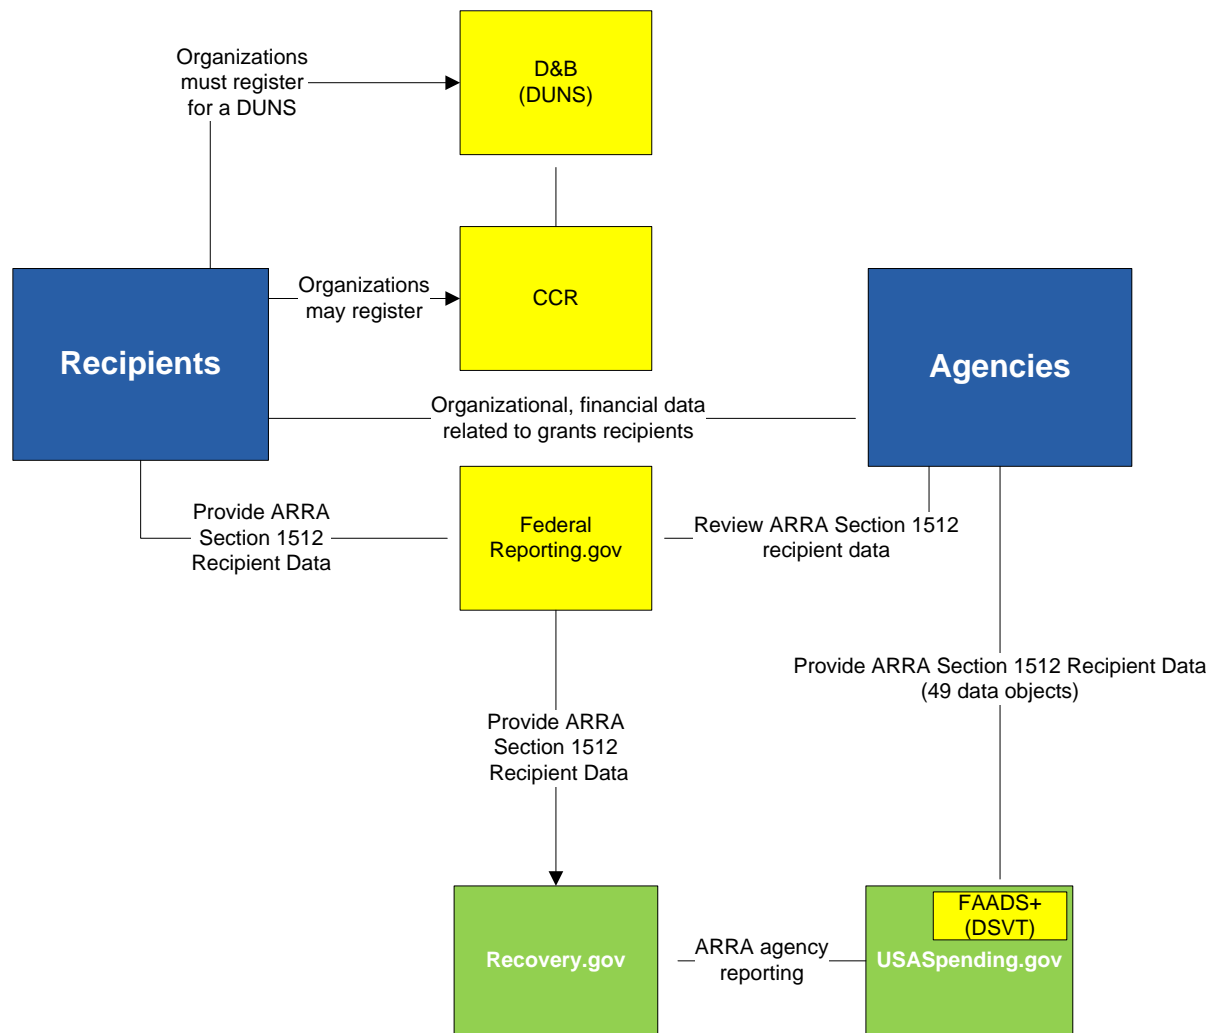 Organizations
must register
for a DUNS
D&B
(DUNS)
Recipients
Organizations
may register
CCR
Agencies
Organizational, financial data
related to grants recipients
Provide ARRA
Section 1512
Recipient Data
Federal
Reporting.gov
Review ARRA Section 1512
recipient data
Provide ARRA Section 1512 Recipient Data
(49 data objects)
Provide ARRA
Section 1512
Recipient Data
Recovery.gov
ARRA agency
reporting
FAADS+
(DSVT)
USASpending.gov